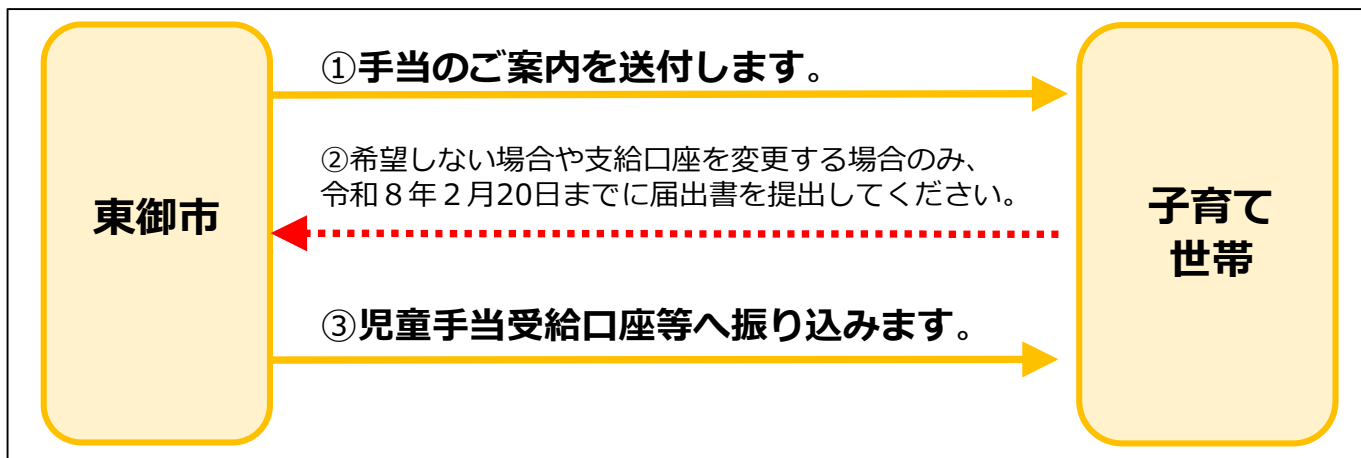 東御市
①手当のご案内を送付します。
②希望しない場合や支給口座を変更する場合のみ、
令和８年２月20日までに届出書を提出してください。
③児童手当受給口座等へ振り込みます。
子育て
世帯